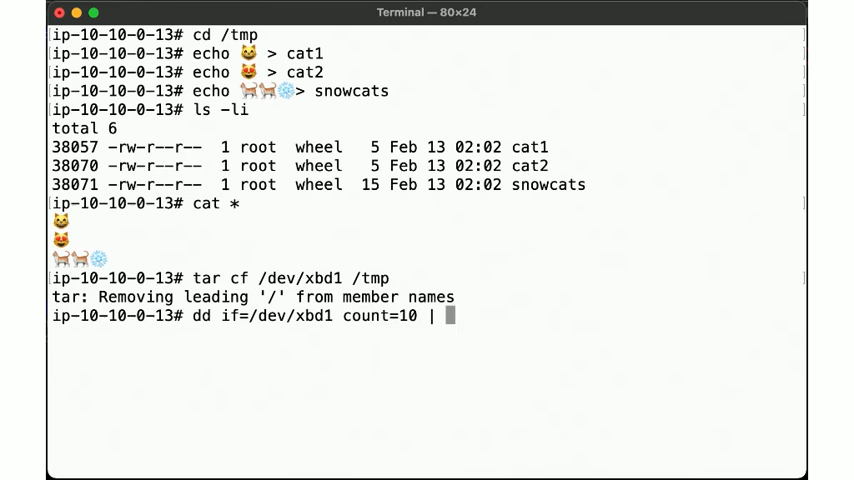 Terminal — 80×24
ip-10-10-0-13# cd /tmp
ip-10-10-0-13# echo 😺 > cat1
ip-10-10-0-13# echo 😻 > cat2
ip-10-10-0-13# echo 🐈🐈❄️> snowcats
ip-10-10-0-13# ls -li
total 6
38057 -rw-r--r--  1 root  wheel   5 Feb 13 02:02 cat1
38070 -rw-r--r--  1 root  wheel   5 Feb 13 02:02 cat2
38071 -rw-r--r--  1 root  wheel  15 Feb 13 02:02 snowcats
ip-10-10-0-13# cat *
😺
😻
🐈🐈❄️
ip-10-10-0-13# tar cf /dev/xbd1 /tmp
tar: Removing leading '/' from member names
ip-10-10-0-13# dd if=/dev/xbd1 count=10 |